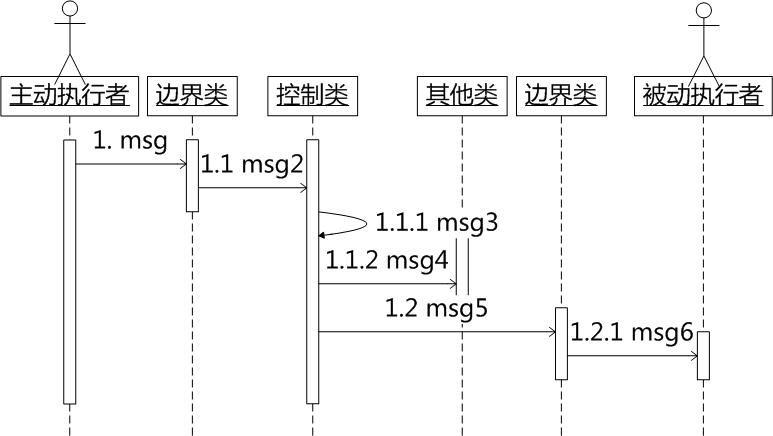 主动执行者
边界类
控制类
其他类
边界类
被动执行者
1. msg
1.1 msg2
1.1.1 msg3
1.1.2 msg4
1.2 msg5
1.2.1 msg6